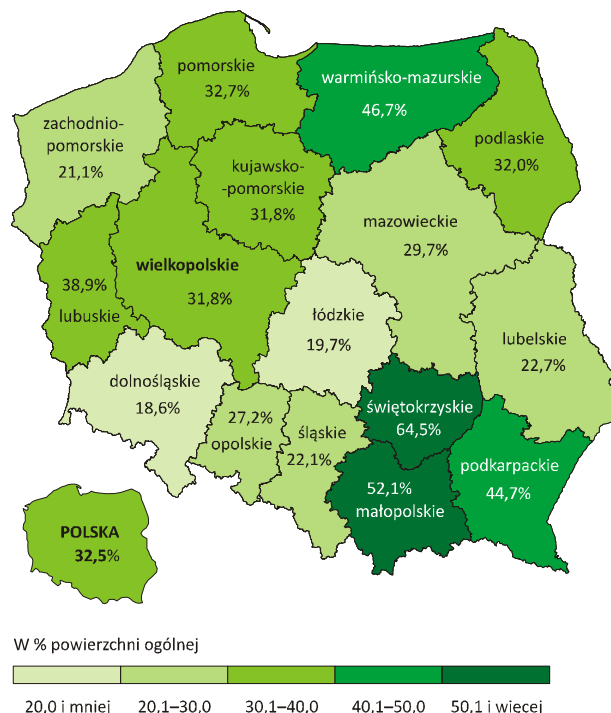 pomorskie
32,7%
warmińsko-mazurskie
46,7%
zachodnio-
pomorskie
21,1%
podlaskie
32,0%
kujawsko-
-pomorskie
31,8%
mazowieckie
29,7%
wielkopolskie
31,8%
38,9%
lubuskie
łódzkie
19,7%
lubelskie
22,7%
dolnośląskie
18,6%
27,2%
opolskie
śląskie
22,1%
świętokrzyskie
64,5%
podkarpackie
44,7%
52,1%
małopolskie
POLSKA
32,5%
W % powierzchni ogólnej
20,0 i mniej
20,1–30,0
30,1–40,0
40,1–50,0
50,1 i więcej